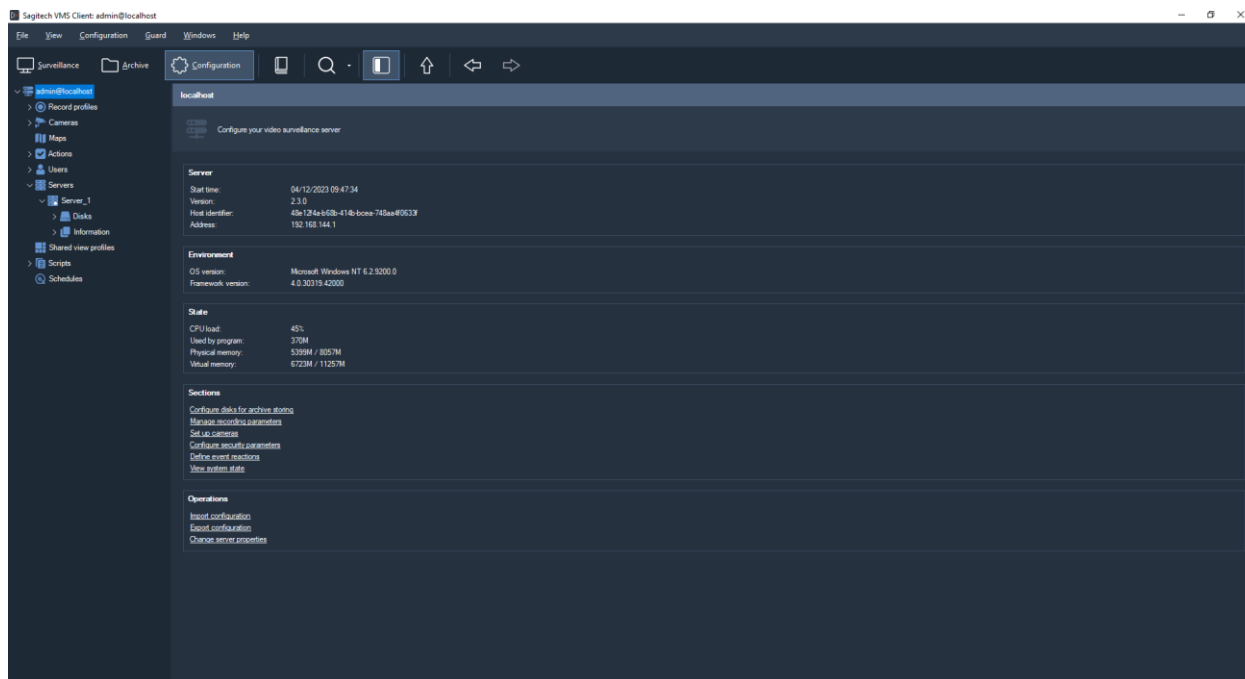 Sagitech VMS Client: admin@localhost
File View Configuration Guard Windows Help
Surveillance Archive Configuration
admin@localhost
Record profiles
Cameras
Maps
Actions
Users
Servers
Server_1
Disks
Information
Shared view profiles
Scripts
Schedules
localhost
Configure your video surveillance server
Server
Start time: 04/12/2023 09:47:34
Version: 2.3.0
Host identifier: 48e12f4a-b68b-414b-bcea-748aa4f0633f
Address: 192.168.144.1
Environment
OS version: Microsoft Windows NT 6.2.9200.0
Framework version: 4.0.30319.42000
State
CPU load: 45%
Used by program: 370M
Physical memory: 5399M / 8057M
Virtual memory: 6723M / 11257M
Sections
Configure disks for archive storing
Manage recording parameters
Set up cameras
Configure security parameters
Define event reactions
View system state
Operations
Import configuration
Export configuration
Change server properties